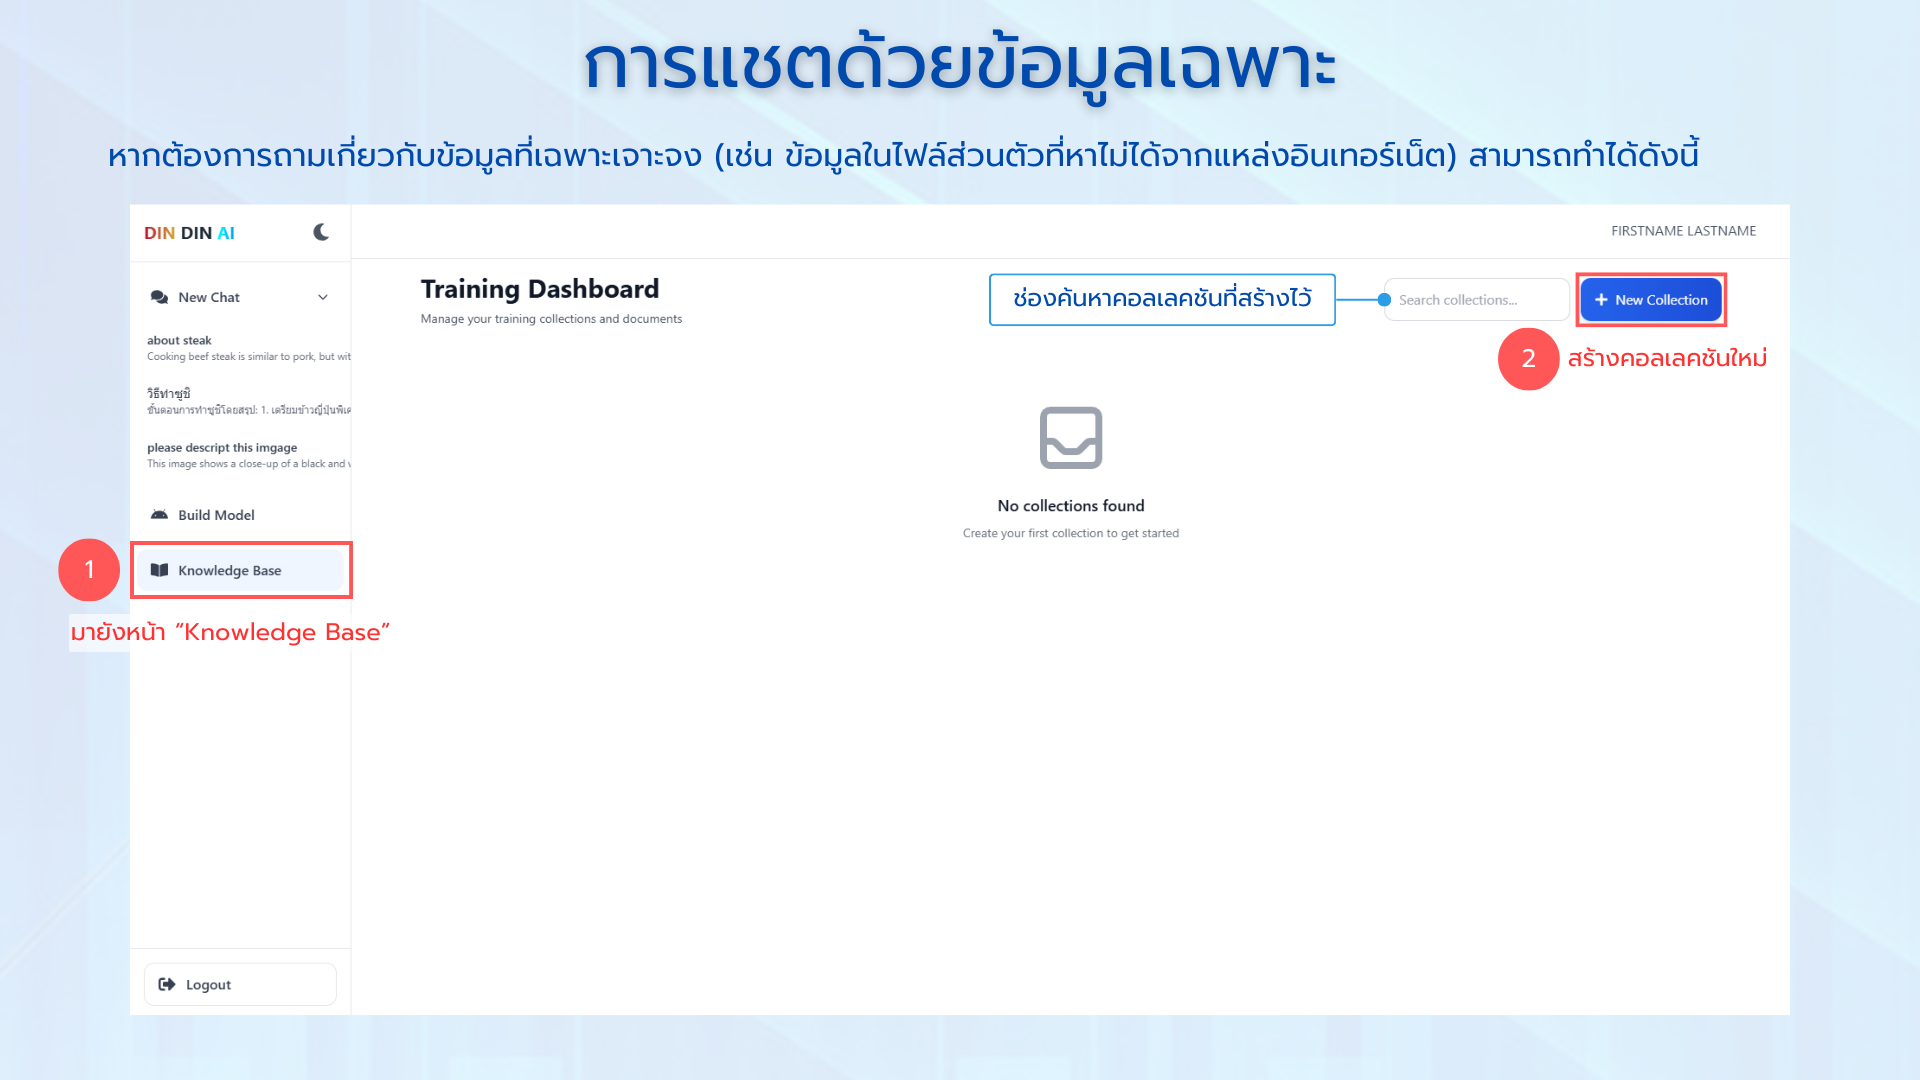 การแชตด้วยข้อมูลเฉพาะ
หากต้องการถามเกี่ยวกับข้อมูลที่เฉพาะเจาะจง (เช่น ข้อมูลในไฟล์ส่วนตัวที่หาไม่ได้จากแหล่งอินเทอร์เน็ต) สามารถทำได้ดังนี้
DIN DIN AI
FIRSTNAME LASTNAME
New Chat
about steak
Cooking beef steak is similar to pork, but wit
วิธีทำซูชิ
ขั้นตอนการทำซูชิโดยสรุป: 1. เตรียมข้าวญี่ปุ่นพิเศ
please descript this imgage
This image shows a close-up of a black and
Build Model
1
Knowledge Base
มายังหน้า “Knowledge Base”
Logout
Training Dashboard
Manage your training collections and documents
ช่องค้นหาคอลเลคชันที่สร้างไว้
Search collections...
+ New Collection
2
สร้างคอลเลคชันใหม่
No collections found
Create your first collection to get started